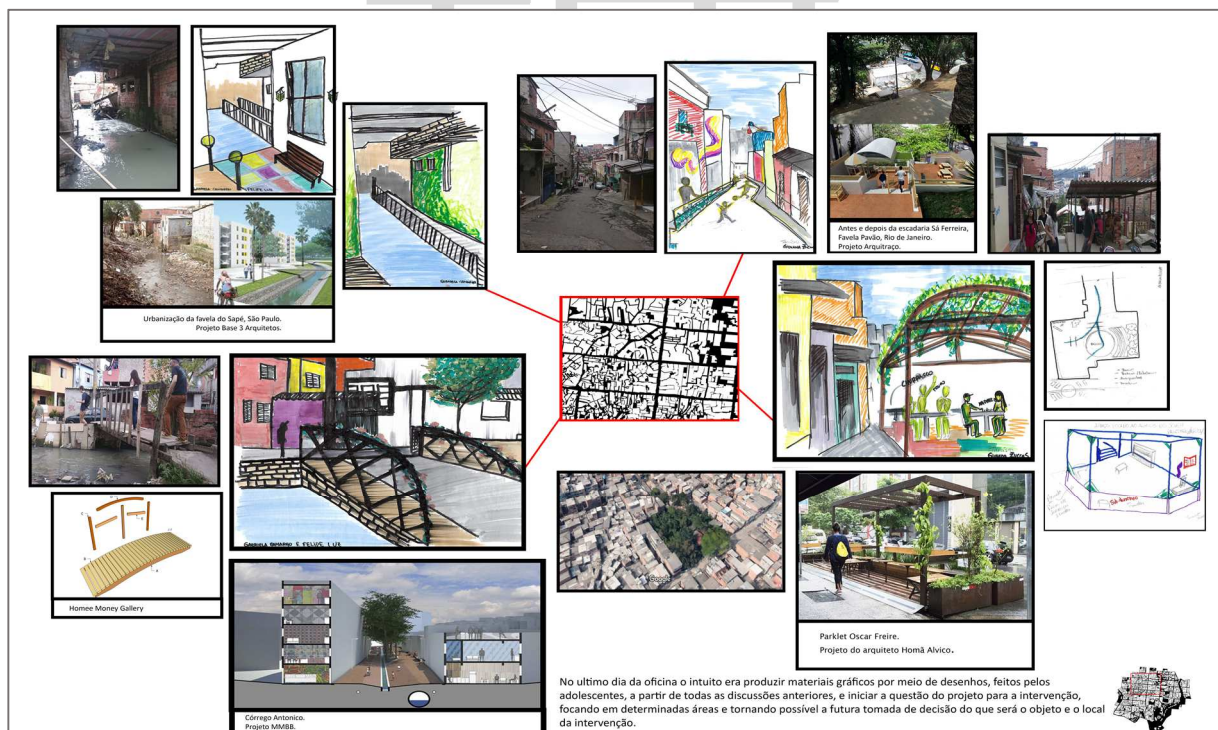 Antes e depois da escadaria Sá Ferreira,
Favela Pavão, Rio de Janeiro.
Projeto Arquitraço.
Urbanização da favela do Sapé, São Paulo.
Projeto Base 3 Arquitetos.
GABRIELA E FELIPE LUZ
Homee Money Gallery
Google
Parklet Oscar Freire.
Projeto do arquiteto Homã Alvico.
Córrego Antonico.
Projeto MMBB.
No ultimo dia da oficina o intuito era produzir materiais gráficos por meio de desenhos, feitos pelos
adolescentes, a partir de todas as discussões anteriores, e iniciar a questão do projeto para a intervenção,
focando em determinadas áreas e tornando possível a futura tomada de decisão do que será o objeto e o local
da intervenção.